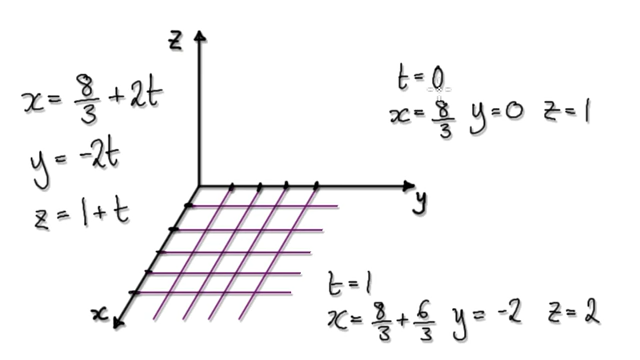 z
x = 8/3 + 2t
y = -2t
z = 1 + t
t = 0
x = 8/3 y = 0 z = 1
y
x
t = 1
x = 8/3 + 6/3 y = -2 z = 2